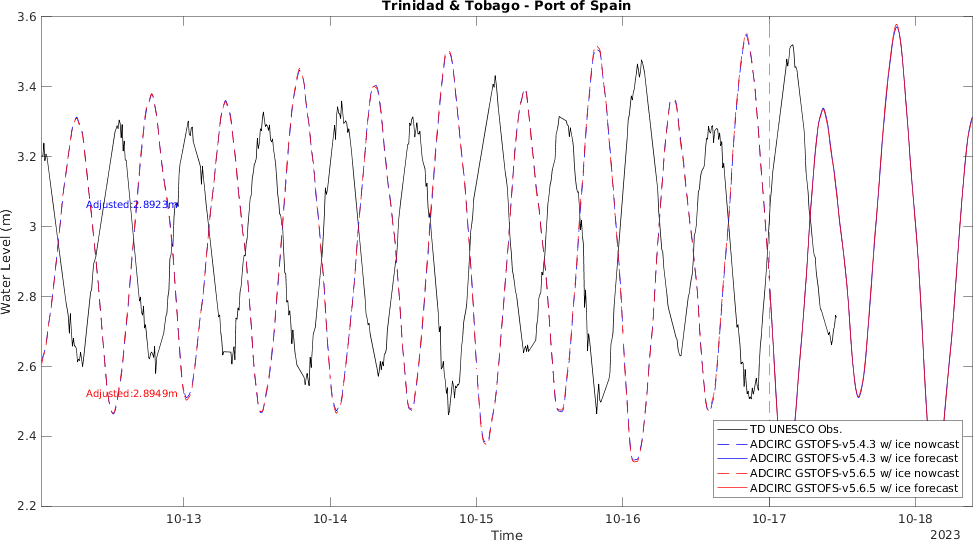 Trinidad & Tobago - Port of Spain
3.6
3.4
3.2
3
2.8
2.6
2.4
2.2
Water Level (m)
Adjusted:2.8923m
Adjusted:2.8949m
TD UNESCO Obs.
ADCIRC GSTOFS-v5.4.3 w/ ice nowcast
ADCIRC GSTOFS-v5.4.3 w/ ice forecast
ADCIRC GSTOFS-v5.6.5 w/ ice nowcast
ADCIRC GSTOFS-v5.6.5 w/ ice forecast
10-13
10-14
10-15
10-16
10-17
10-18
Time
2023